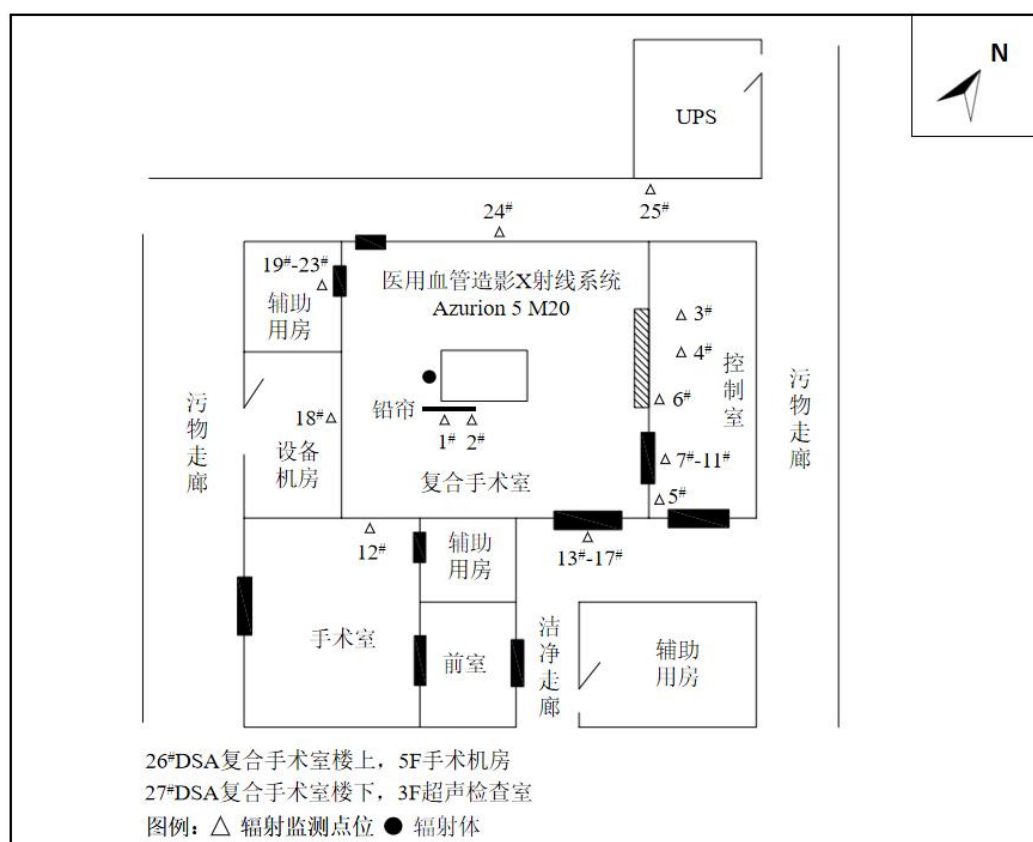 N
UPS
24#
25#
19#-23#
辅助
用房
医用血管造影X射线系统
Azurion 5 M20
3#
4#
控
制
室
污
物
走
廊
污
物
走
廊
铅帘
6#
18#
1#
2#
7#-11#
设备
机房
复合手术室
5#
12#
辅助
用房
13#-17#
手术室
前室
洁
净
走
廊
辅助
用房
26#DSA复合手术室楼上，5F手术机房
27#DSA复合手术室楼下，3F超声检查室
图例：△ 辐射监测点位 ● 辐射体